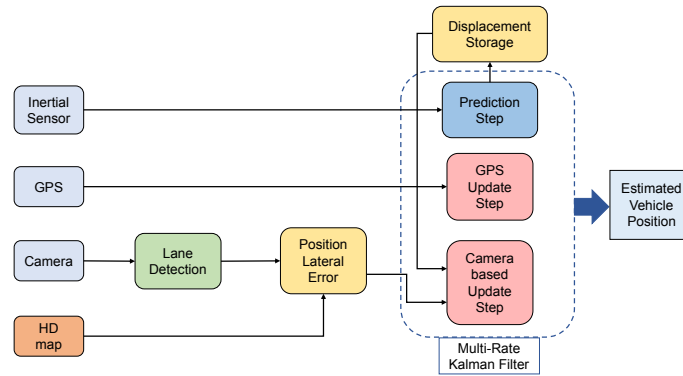 Displacement
Storage
Inertial
Sensor
Prediction
Step
GPS
GPS
Update
Step
Estimated
Vehicle
Position
Camera
Lane
Detection
Position
Lateral
Error
Camera
based
Update
Step
HD
map
Multi-Rate
Kalman Filter